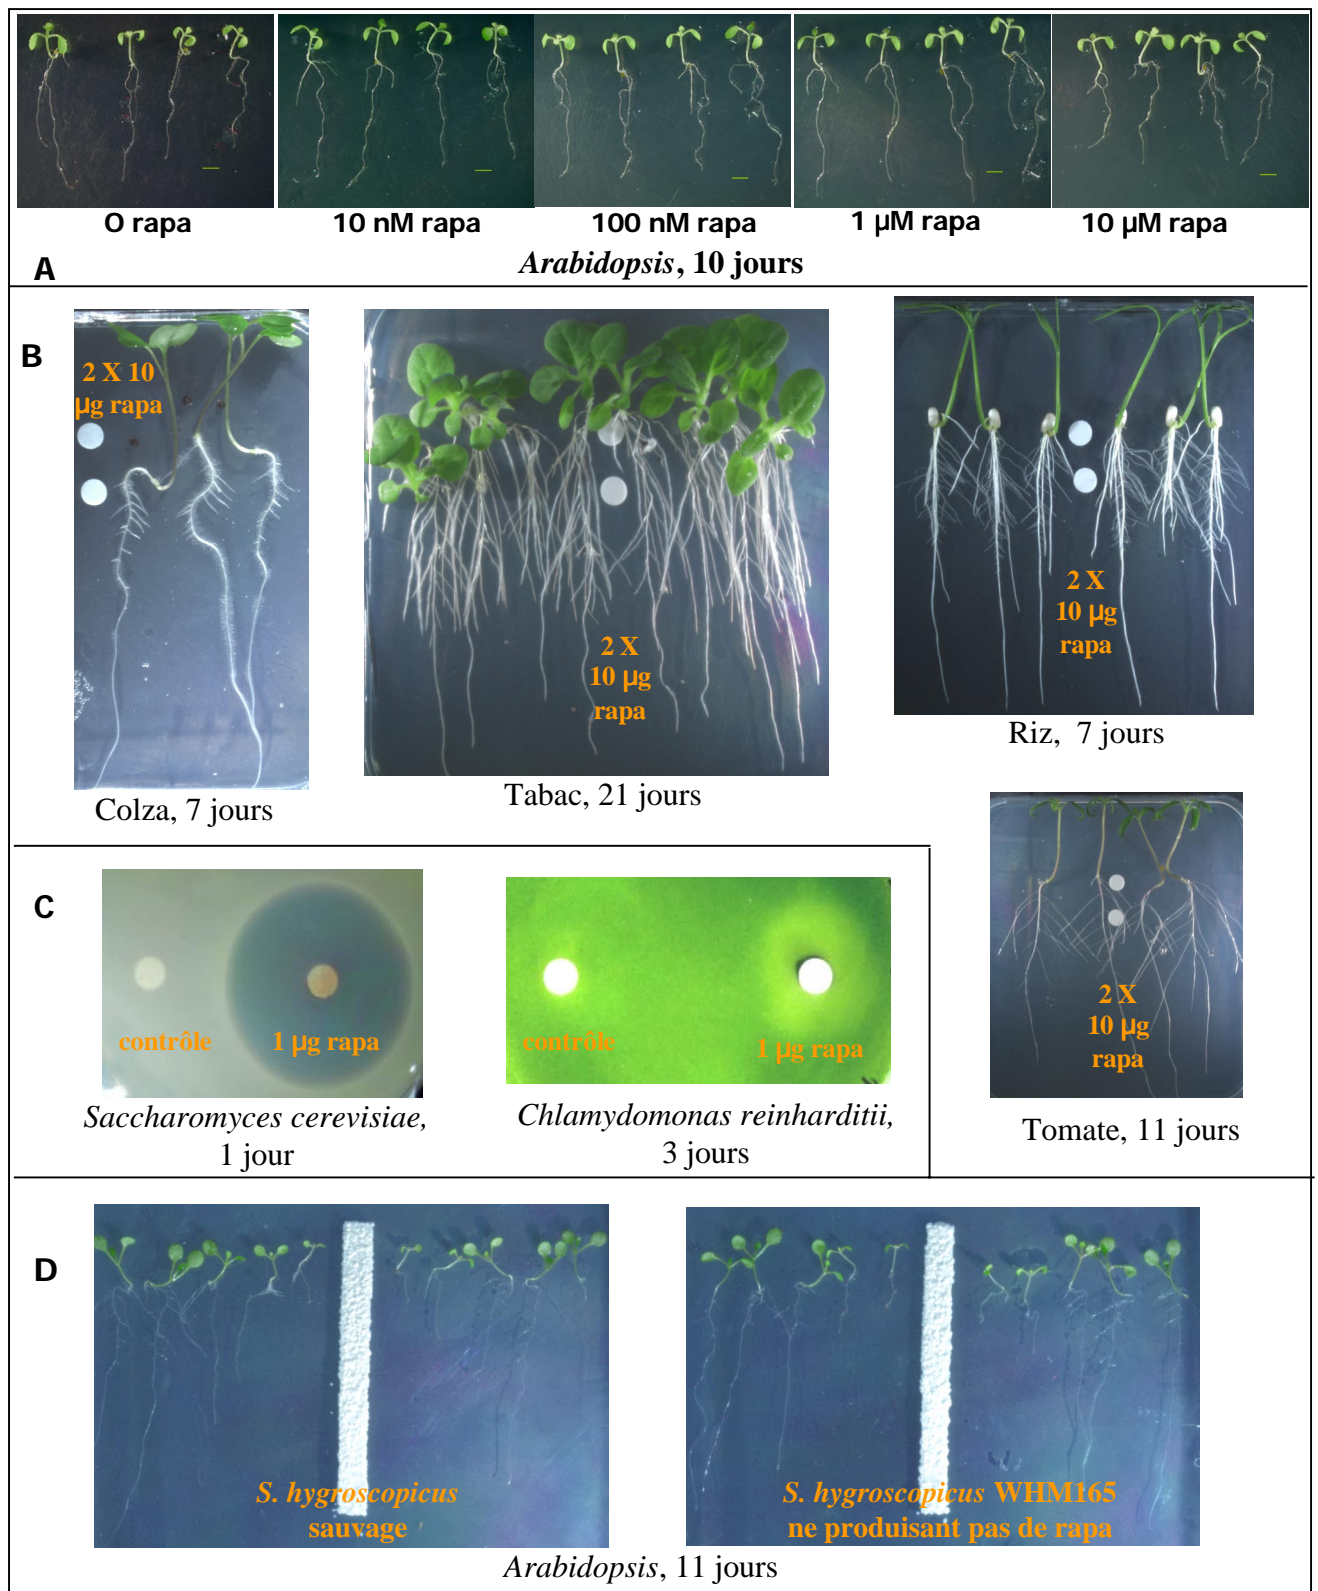 O rapa
10 nM rapa
100 nM rapa
1 µM rapa
10 µM rapa
A
Arabidopsis, 10 jours
B
2 X 10
µg rapa
Colza, 7 jours
2 X
10 µg
rapa
Tabac, 21 jours
2 X
10 µg
rapa
Riz, 7 jours
C
contrôle
1 µg rapa
Saccharomyces cerevisiae,
1 jour
contrôle
1 µg rapa
Chlamydomonas reinharditii,
3 jours
2 X
10 µg
rapa
Tomate, 11 jours
D
S. hygroscopicus
sauvage
S. hygroscopicus WHM165
ne produisant pas de rapa
Arabidopsis, 11 jours